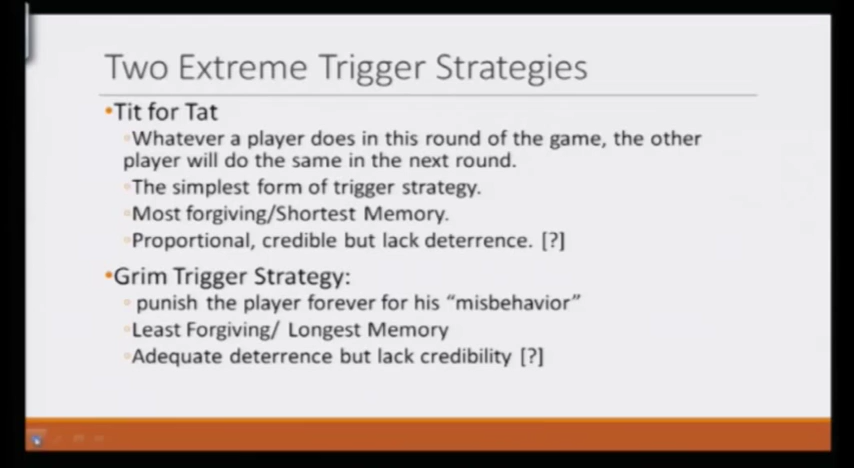 Two Extreme Trigger Strategies
•Tit for Tat
◦Whatever a player does in this round of the game, the other
player will do the same in the next round.
◦The simplest form of trigger strategy.
◦Most forgiving/Shortest Memory.
◦Proportional, credible but lack deterrence. [?]
•Grim Trigger Strategy:
◦ punish the player forever for his “misbehavior”
◦Least Forgiving/ Longest Memory
◦Adequate deterrence but lack credibility [?]